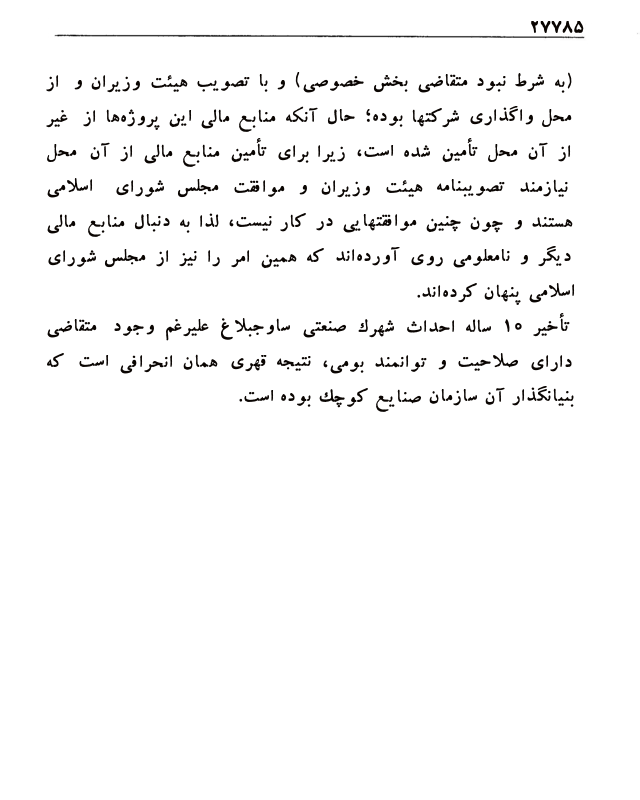 ۲۷۷۸۵
(به شرط نبود متقاضی بخش خصوصی) و با تصویب هیئت وزیران و از
محل واگذاری شرکتها بوده؛ حال آنکه منابع مالی این پروژه‌ها از غیر
از آن محل تأمین شده است، زیرا برای تأمین منابع مالی از آن محل
نیازمند تصویبنامه هیئت وزیران و موافقت مجلس شورای اسلامی
هستند و چون چنین موافقتهایی در کار نیست، لذا به دنبال منابع مالی
دیگر و نامعلومی روی آورده‌اند که همین امر را نیز از مجلس شورای
اسلامی پنهان کرده‌اند.
تأخیر ۱۵ ساله احداث شهرك صنعتی ساوجبلاغ علیرغم وجود متقاضی
دارای صلاحیت و توانمند بومی، نتیجه قهری همان انحرافی است که
بنیانگذار آن سازمان صنایع کوچك بوده است.